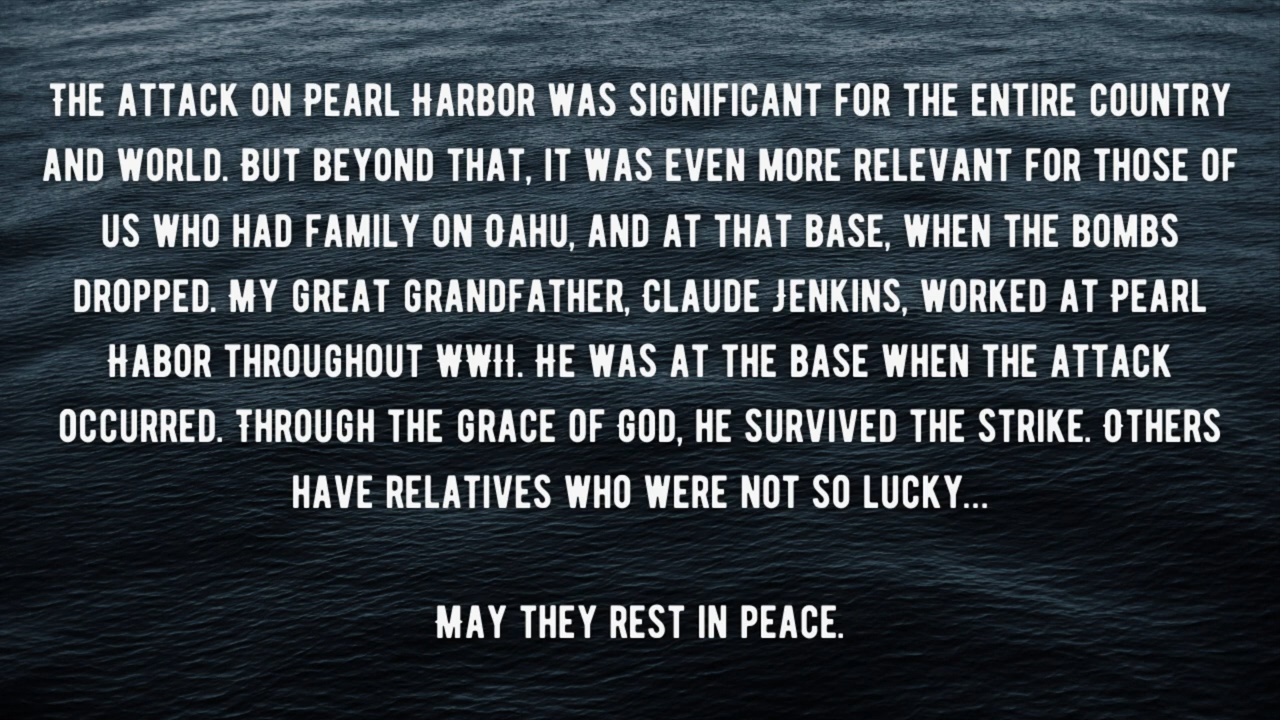 The attack on Pearl Harbor was significant for the entire country
and world. But beyond that, it was even more relevant for those of
us who had family on Oahu, and at that base, when the bombs
dropped. My great grandfather, Claude Jenkins, worked at Pearl
Habor throughout WWII. He was at the base when the attack
occurred. Through the grace of God, he survived the strike. Others
have relatives who were not so lucky...
May they rest in peace.